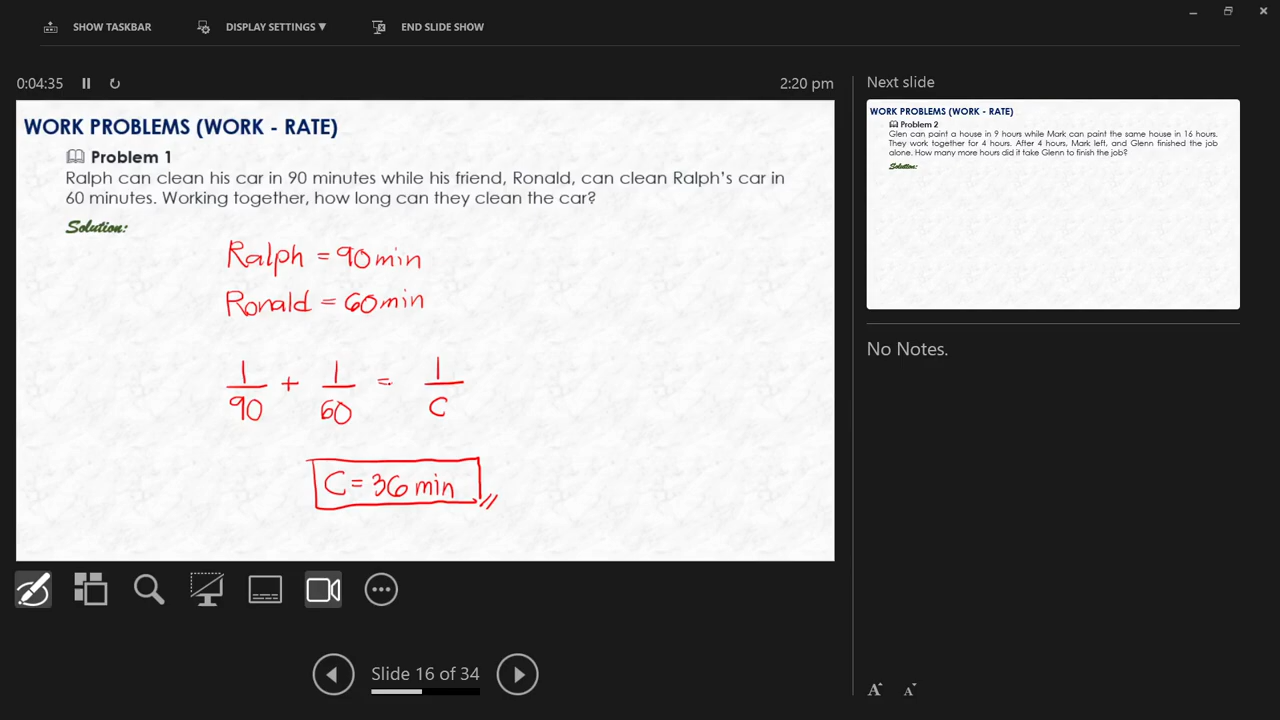 SHOW TASKBAR DISPLAY SETTINGS ▼ END SLIDE SHOW
0:04:35 2:20 pm
WORK PROBLEMS (WORK - RATE)
Problem 1
Ralph can clean his car in 90 minutes while his friend, Ronald, can clean Ralph's car in
60 minutes. Working together, how long can they clean the car?
Solution:
Ralph = 90min
Ronald = 60min
1/90 + 1/60 = 1/C
C = 36 min
Slide 16 of 34
Next slide
WORK PROBLEMS (WORK - RATE)
Problem 2
Glen can paint a house in 9 hours while Mark can paint the same house in 16 hours.
They work together for 4 hours. After 4 hours, Mark left, and Glenn finished the job
alone. How many more hours did it take Glenn to finish the job?
Solution:
No Notes.
A A